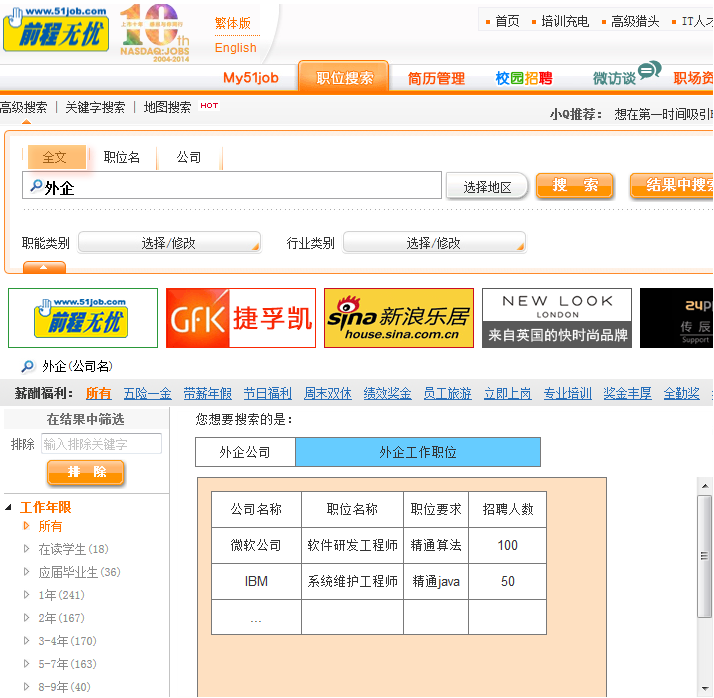 www.51job.com
前程无忧
10th
上市十年 感恩与你同行
NASDAQ:JOBS
2004-2014
繁体版
English
首页 培训充电 高级猎头 IT人才
My51job 职位搜索 简历管理 校园招聘 微访谈 职场资
高级搜索 | 关键字搜索 | 地图搜索 HOT
小Q推荐: 想在第一时间吸引
全文 职位名 公司
外企 选择地区 搜 索 结果中搜索
职能类别 选择/修改 行业类别 选择/修改
www.51job.com
前程无忧
GFK 捷孚凯
sina 新浪乐居
house.sina.com.cn
NEW LOOK
LONDON
来自英国的快时尚品牌
24P
传 辰
Support
外企(公司名)
薪酬福利: 所有 五险一金 带薪年假 节日福利 周末双休 绩效奖金 员工旅游 立即上岗 专业培训 奖金丰厚 全勤奖
在结果中筛选
排除 输入排除关键字
排 除
工作年限
所有
在读学生(18)
应届毕业生(36)
1年(241)
2年(167)
3-4年(170)
5-7年(163)
8-9年(40)
您想要搜索的是:
外企公司 外企工作职位
公司名称 职位名称 职位要求 招聘人数
微软公司 软件研发工程师 精通算法 100
IBM 系统维护工程师 精通java 50
...